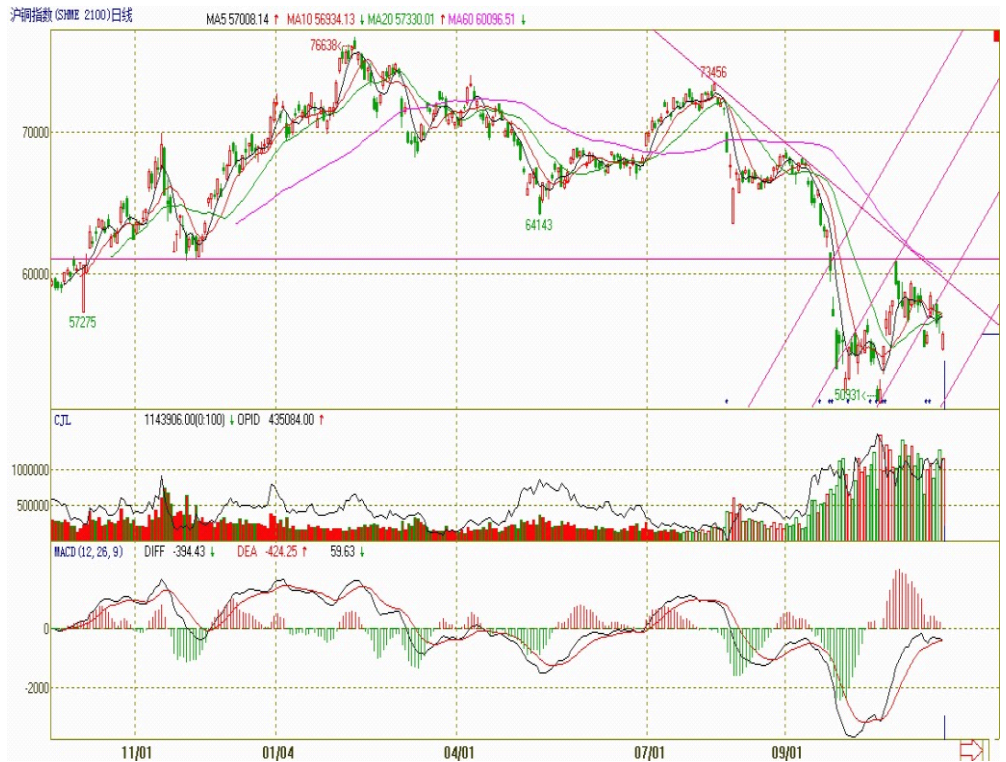 沪铜指数(SHME 2100)日线 MA5 57008.14 ↑ MA10 56934.13 ↓ MA20 57330.01 ↑ MA60 60096.51 ↓
76638
73456
70000
64143
60000
57275
50931
CJL 1143906.00(0:100) ↓ OPID 435084.00 ↑
1000000
500000
MACD(12,26,9) DIFF -394.43 ↓ DEA -424.25 ↑ 59.63 ↓
0
-2000
11/01 01/04 04/01 07/01 09/01